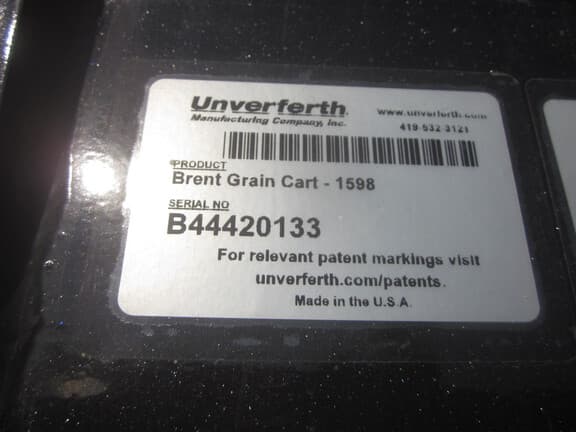 Unverferth
Manufacturing Company, Inc.
www.unverferth.com
419-532-3121
PRODUCT
Brent Grain Cart - 1598
SERIAL NO
B44420133
For relevant patent markings visit
unverferth.com/patents.
Made in the U.S.A.